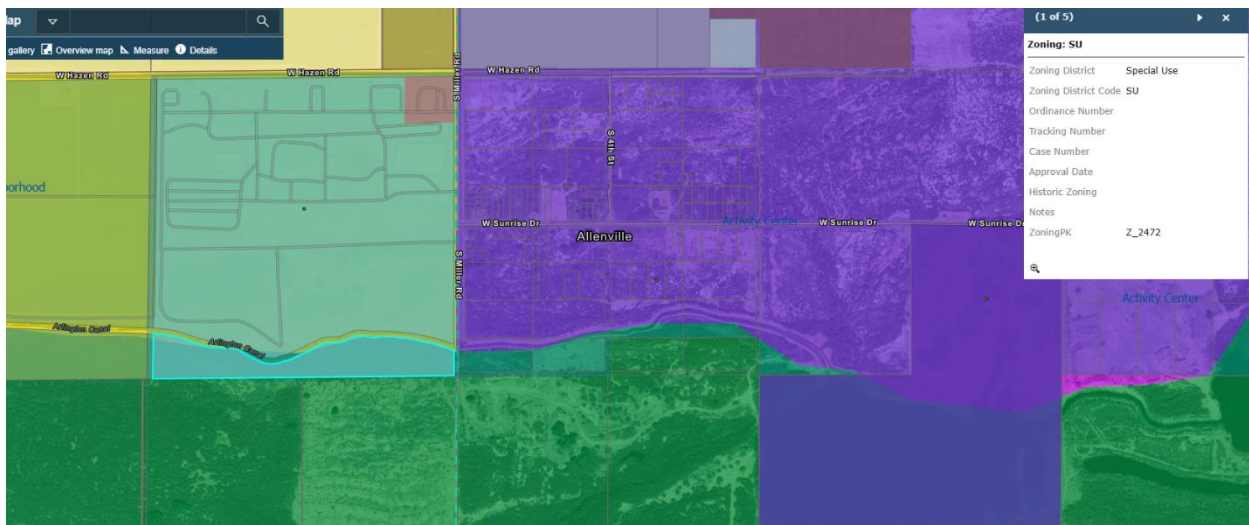 Map
gallery Overview map Measure Details
(1 of 5)
Zoning: SU
Zoning District Special Use
Zoning District Code SU
Ordinance Number
Tracking Number
Case Number
Approval Date
Historic Zoning
Notes
ZoningPK Z_2472
W Hazen Rd
W Hazen Rd
W Hazen Rd
S Miller Rd
S 4th St
orhood
W Sunrise Dr
Activity Center
W Sunrise Dr
W Sunrise Dr
Allenville
S Miller Rd
Activity Center
Arlington Canal
Arlington Canal